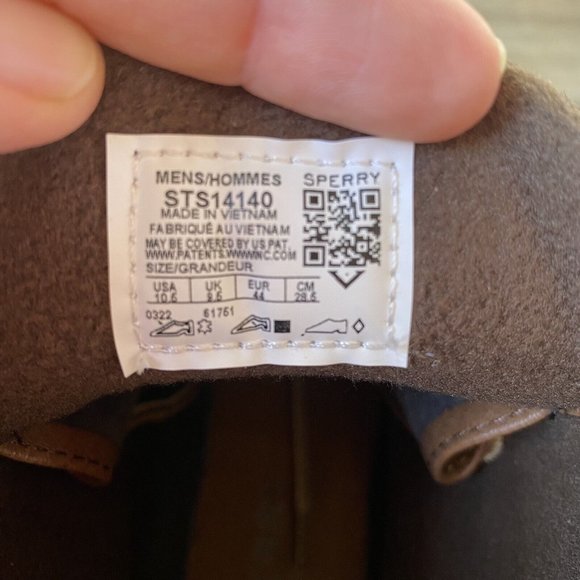 MENS/HOMMES SPERRY
STS14140
MADE IN VIETNAM
FABRIQUÉ AU VIETNAM
MAY BE COVERED BY US PAT.
WWW.PATENTS.WWWINC.COM
SIZE/GRANDEUR
USA UK EUR CM
10.5 9.5 44 28.5
0322 61751